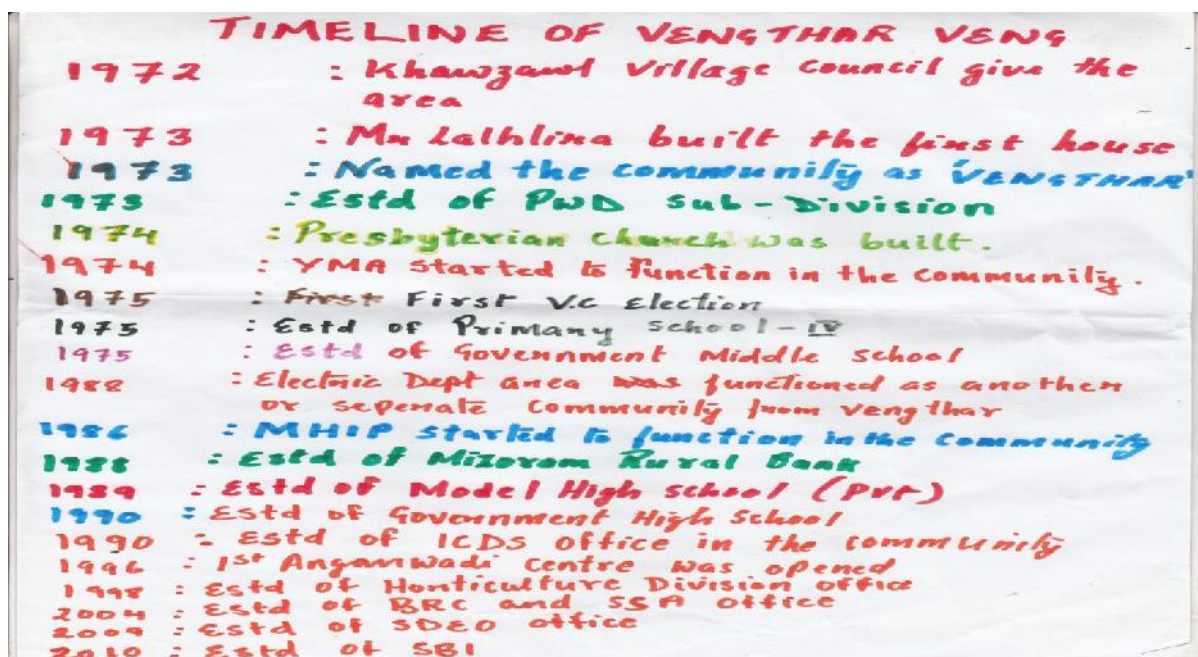 TIMELINE OF VENGTHAR VENG
1972 : Khawzawl Village Council give the
area
1973 : Mr Lalhlira built the first house
1973 : Named the community as 'VENGTHAR'
1973 : Estd of PWD Sub-Division
1974 : Presbyterian church was built.
1974 : YMA started to function in the community.
1975 : First First V.C Election
1975 : Estd of Primary School-IV
1975 : Estd of Government Middle School
1988 : Electric Dept area was functioned as another
or seperate community from vengthar
1986 : MHIP started to function in the community
1988 : Estd of Mizoram Rural Bank
1989 : Estd of Model High School (Pvt)
1990 : Estd of Government High School
1990 : Estd of ICDS office in the community
1996 : 1st Anganwadi centre was opened
1998 : Estd of Horticulture Division office
2004 : Estd of BRC and SSA office
2009 : Estd of SDEO office
2010 : Estd of SBI